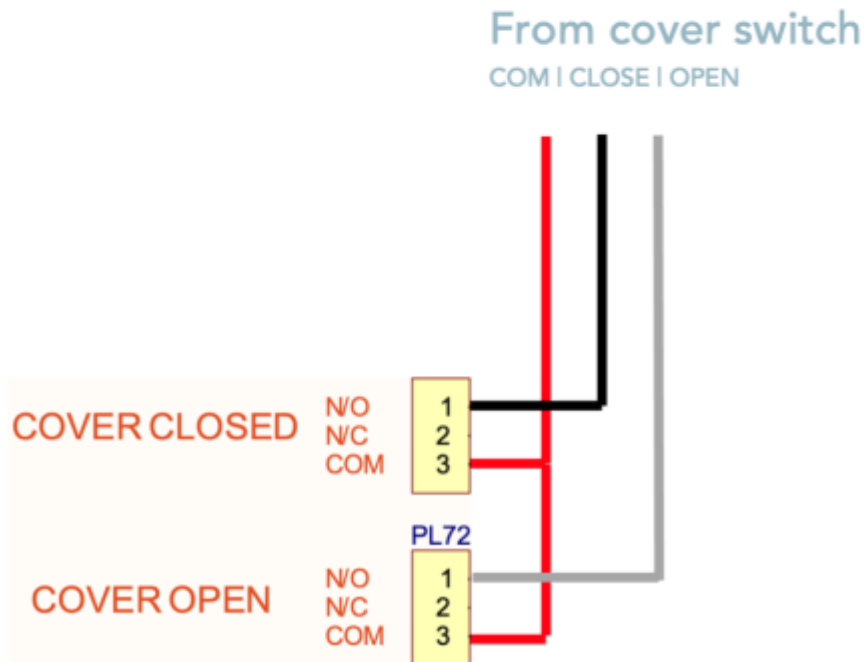 From cover switch
COM | CLOSE | OPEN
COVER CLOSED
N/O 1
N/C 2
COM 3
PL72
COVER OPEN
N/O 1
N/C 2
COM 3